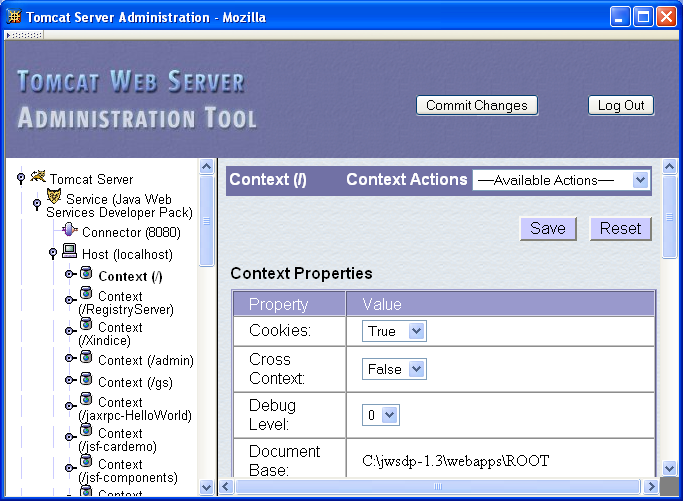 Tomcat Server Administration - Mozilla
TOMCAT WEB SERVER
ADMINISTRATION TOOL
Commit Changes
Log Out
Tomcat Server
Service (Java Web
Services Developer Pack)
Connector (8080)
Host (localhost)
Context (/)
Context
(/RegistryServer)
Context
(/Xindice)
Context (/admin)
Context (/gs)
Context
(/jaxrpc-HelloWorld)
Context
(/jsf-cardemo)
Context
(/jsf-components)
Context
Context (/)
Context Actions
----Available Actions----
Save
Reset
Context Properties
Property Value
Cookies: True
Cross
Context: False
Debug
Level: 0
Document
Base: C:\jwsdp-1.3\webapps\ROOT